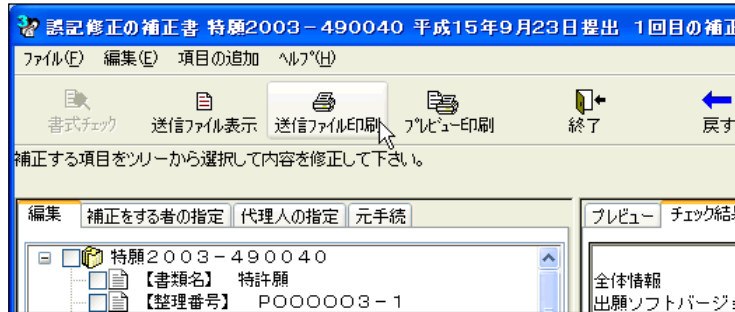 誤記修正の補正書 特願2003-490040 平成15年9月23日提出 1回目の補正
ファイル(F) 編集(E) 項目の追加 ヘルプ(H)
書式チェック 送信ファイル表示 送信ファイル印刷 プレビュー印刷 終了 戻す
補正する項目をツリーから選択して内容を修正して下さい。
編集 補正をする者の指定 代理人の指定 元手続 プレビュー チェック結果
特願2003-490040
【書類名】 特許願 全体情報
【整理番号】 P000003-1 出願ソフトバージョ